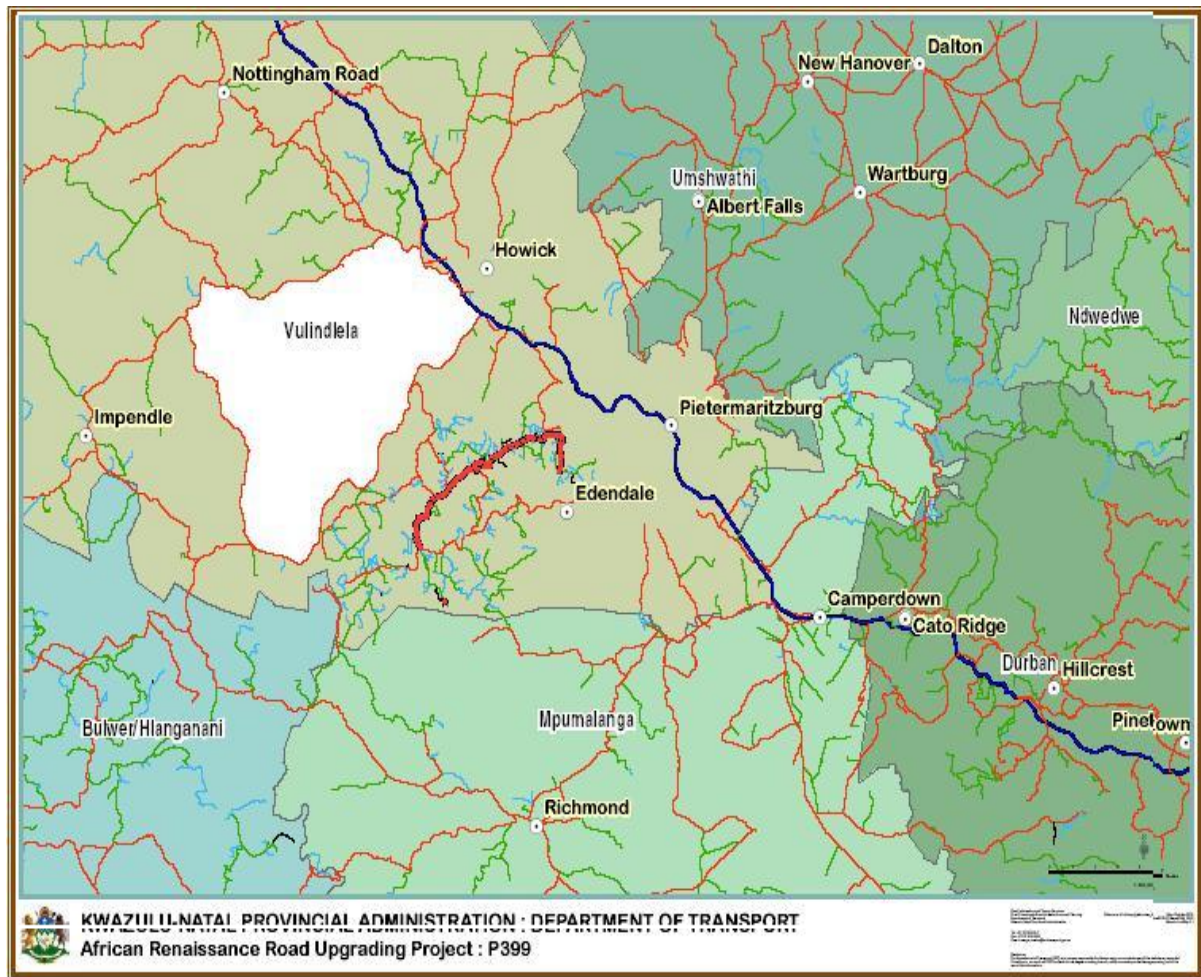 Dalton
New Hanover
Nottingham Road
Umshwathi
Wartburg
Albert Falls
Howick
Ndwedwe
Vulindlela
Impendle
Pietermaritzburg
Edendale
Camperdown
Cato Ridge
Durban
Hillcrest
Bulwer/Hlanganani
Mpumalanga
Pinetown
Richmond
KWAZULU-NATAL PROVINCIAL ADMINISTRATION : DEPARTMENT OF TRANSPORT
African Renaissance Road Upgrading Project : P399